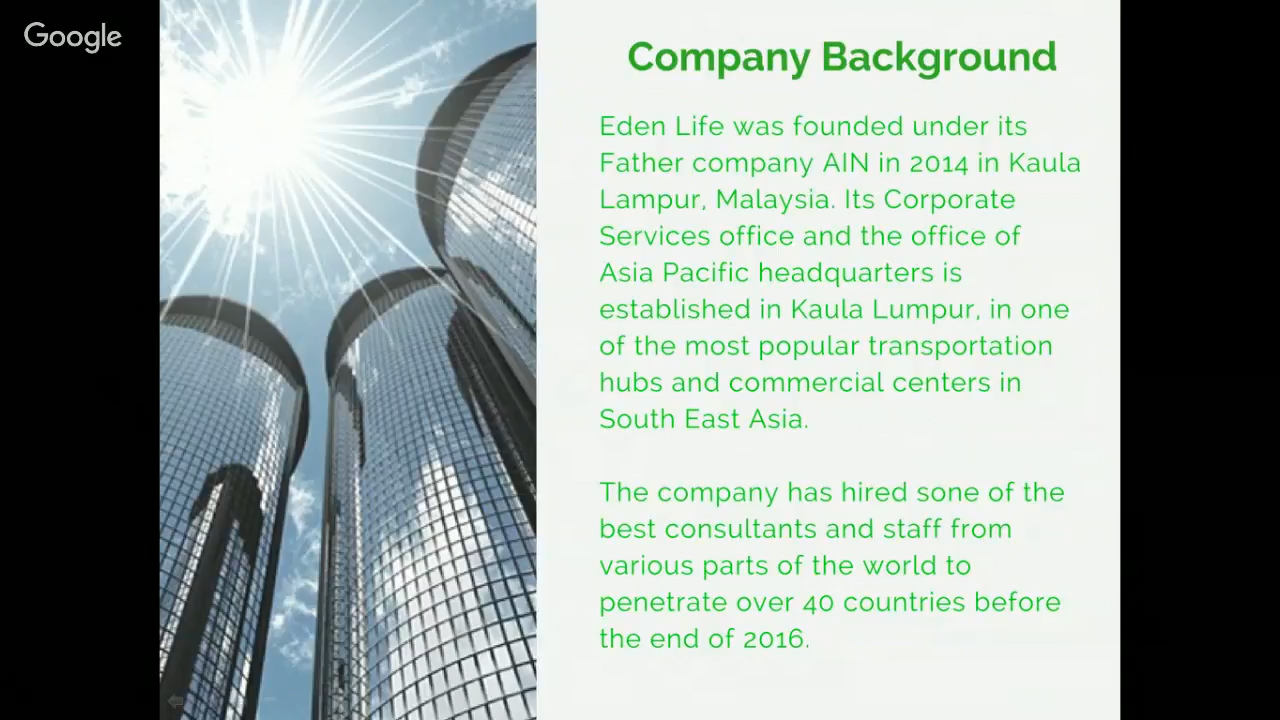 Google
Company Background
Eden Life was founded under its
Father company AIN in 2014 in Kaula
Lampur, Malaysia. Its Corporate
Services office and the office of
Asia Pacific headquarters is
established in Kaula Lumpur, in one
of the most popular transportation
hubs and commercial centers in
South East Asia.
The company has hired sone of the
best consultants and staff from
various parts of the world to
penetrate over 40 countries before
the end of 2016.